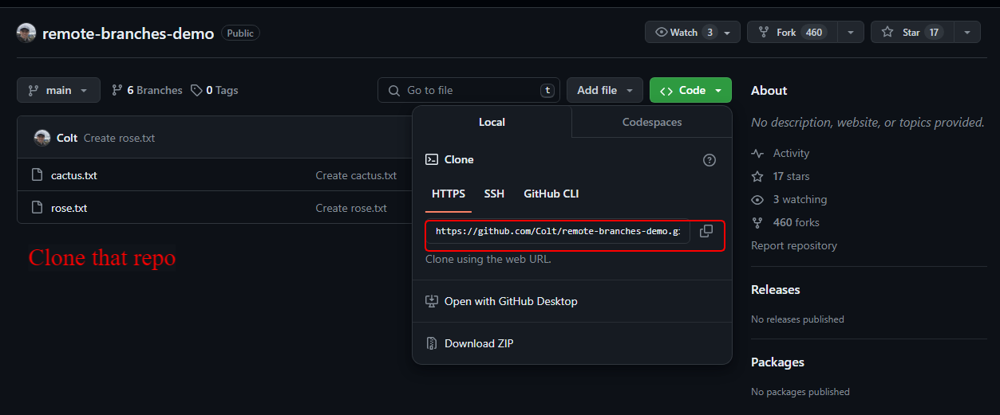 remote-branches-demo Public
Watch 3 Fork 460 Star 17
main 6 Branches 0 Tags
Go to file t Add file Code
Local Codespaces
Colt Create rose.txt
cactus.txt Create cactus.txt
rose.txt Create rose.txt
Clone that repo
Clone
HTTPS SSH GitHub CLI
https://github.com/Colt/remote-branches-demo.gi
Clone using the web URL.
Open with GitHub Desktop
Download ZIP
About
No description, website, or topics provided.
Activity
17 stars
3 watching
460 forks
Report repository
Releases
No releases published
Packages
No packages published